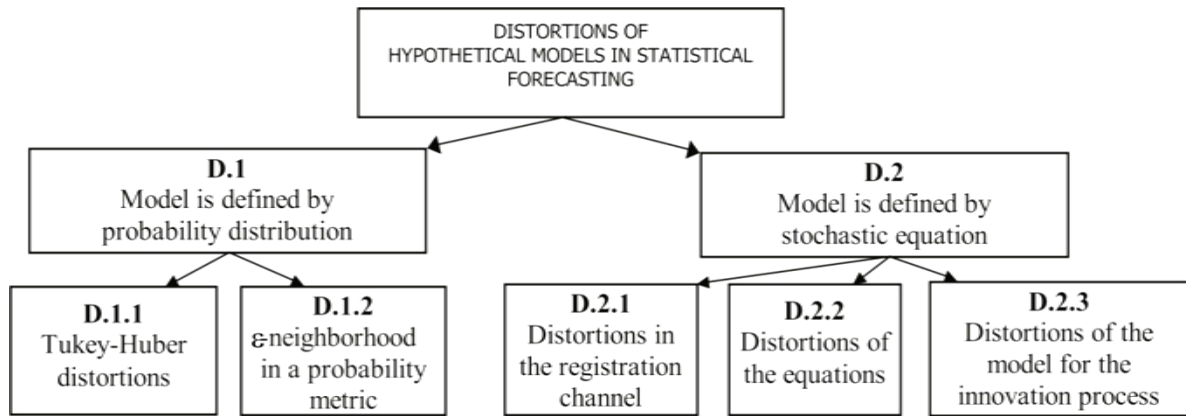 DISTORTIONS OF
HYPOTHETICAL MODELS IN STATISTICAL
FORECASTING
D.1
Model is defined by
probability distribution
D.2
Model is defined by
stochastic equation
D.1.1
Tukey-Huber
distortions
D.1.2
ε-neighborhood
in a probability
metric
D.2.1
Distortions in
the registration
channel
D.2.2
Distortions of
the equations
D.2.3
Distortions of the
model for the
innovation process